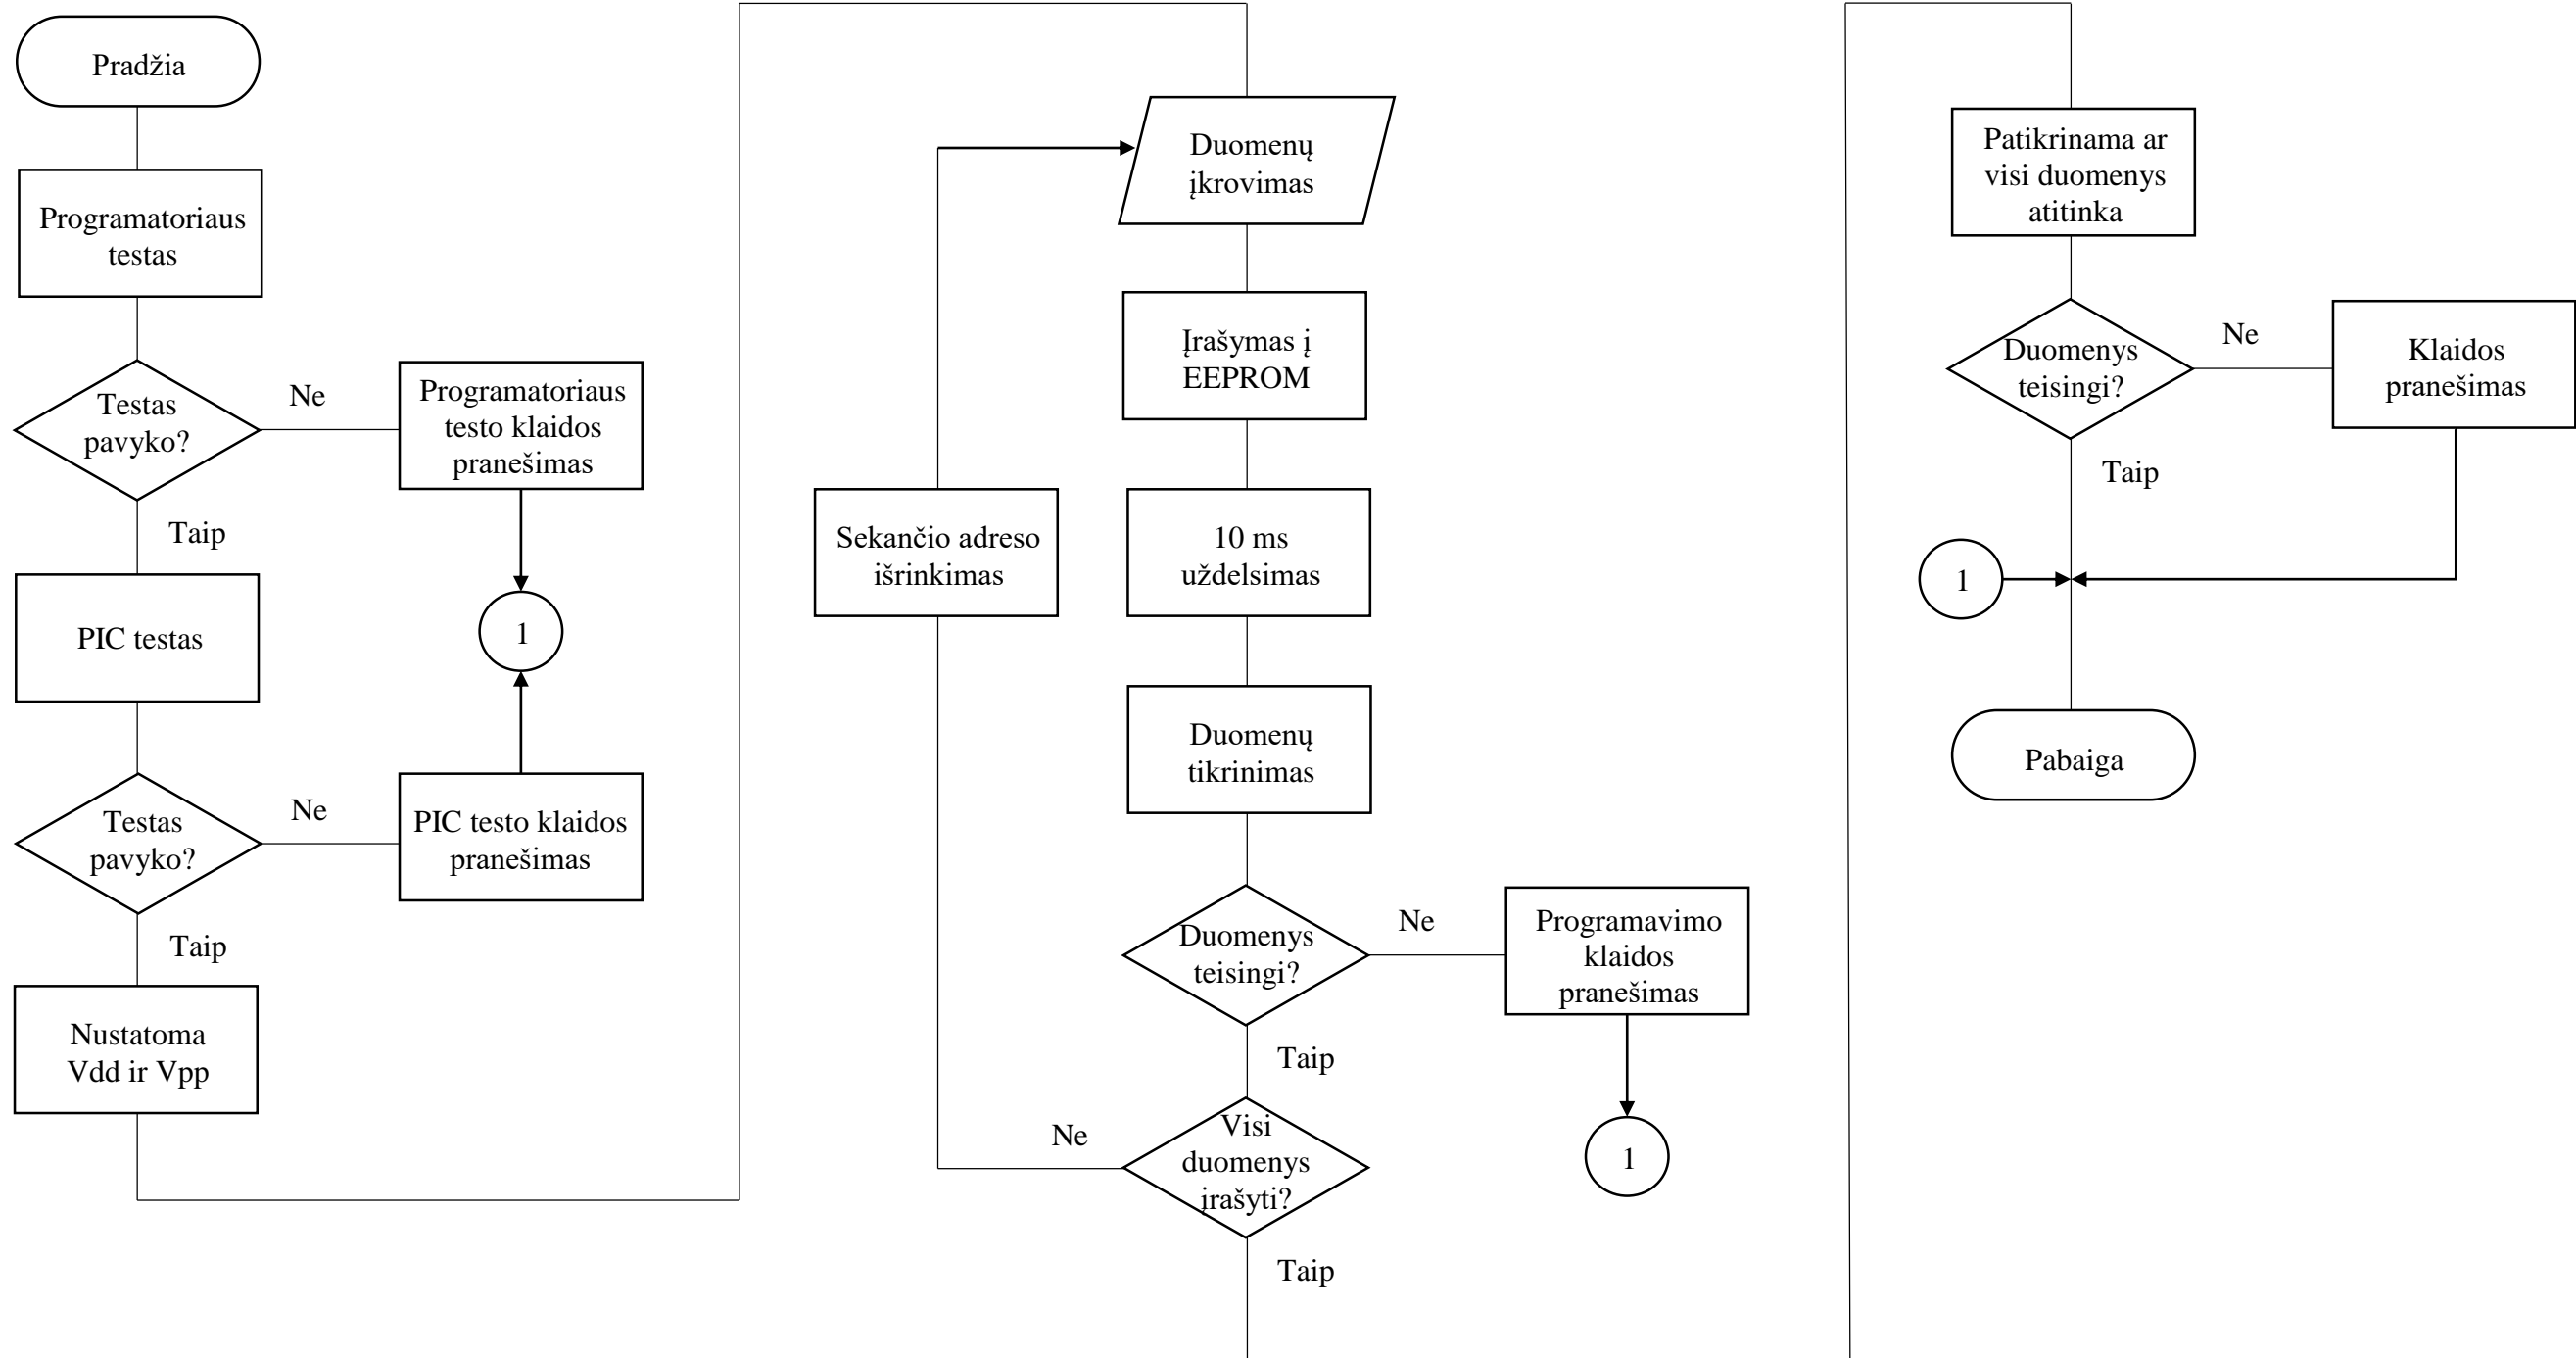 Pradžia
Programatoriaus
testas
Testas
pavyko?
Ne
Programatoriaus
testo klaidos
pranešimas
Taip
1
PIC testas
Testas
pavyko?
Ne
PIC testo klaidos
pranešimas
Taip
Nustatoma
Vdd ir Vpp
Duomenų
įkrovimas
Įrašymas į
EEPROM
Sekančio adreso
išrinkimas
10 ms
uždelsimas
Duomenų
tikrinimas
Duomenys
teisingi?
Ne
Programavimo
klaidos
pranešimas
Taip
1
Visi
duomenys
įrašyti?
Ne
Taip
Patikrinama ar
visi duomenys
atitinka
Duomenys
teisingi?
Ne
Klaidos
pranešimas
Taip
1
Pabaiga